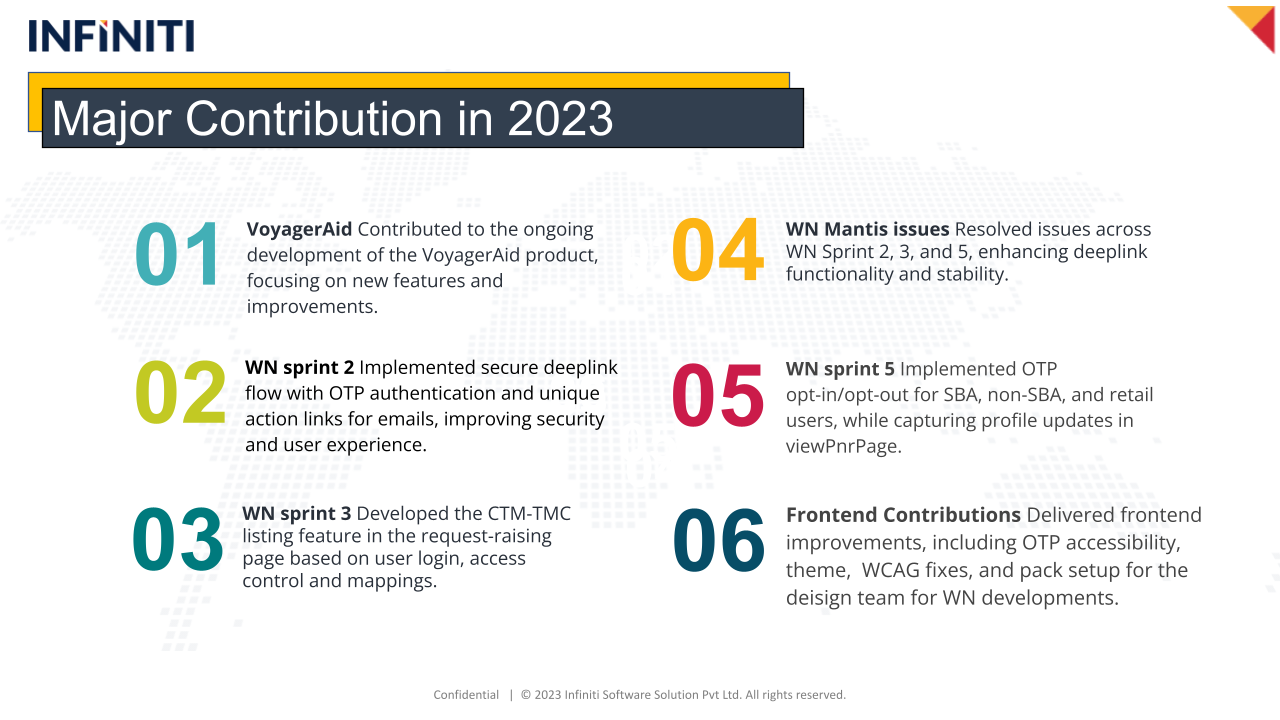 INFINITI
Major Contribution in 2023
01
VoyagerAid Contributed to the ongoing
development of the VoyagerAid product,
focusing on new features and
improvements.
02
WN sprint 2 Implemented secure deeplink
flow with OTP authentication and unique
action links for emails, improving security
and user experience.
03
WN sprint 3 Developed the CTM-TMC
listing feature in the request-raising
page based on user login, access
control and mappings.
04
WN Mantis issues Resolved issues across
WN Sprint 2, 3, and 5, enhancing deeplink
functionality and stability.
05
WN sprint 5 Implemented OTP
opt-in/opt-out for SBA, non-SBA, and retail
users, while capturing profile updates in
viewPnrPage.
06
Frontend Contributions Delivered frontend
improvements, including OTP accessibility,
theme,  WCAG fixes, and pack setup for the
deisign team for WN developments.
Confidential | © 2023 Infiniti Software Solution Pvt Ltd. All rights reserved.